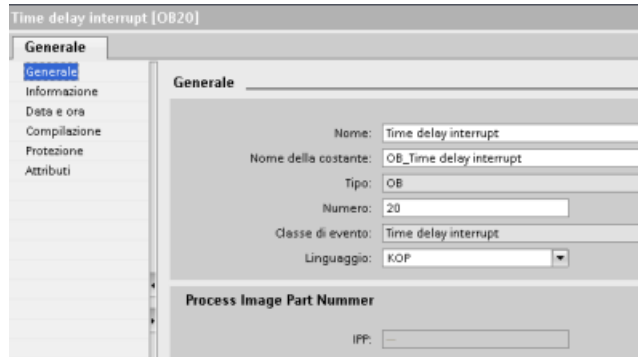 Time delay interrupt [OB20]
Generale
Generale
Informazione
Data e ora
Compilazione
Protezione
Attributi
Generale
Nome: Time delay interrupt
Nome della costante: OB_Time delay interrupt
Tipo: OB
Numero: 20
Classe di evento: Time delay interrupt
Linguaggio: KOP
Process Image Part Nummer
IPP: ---